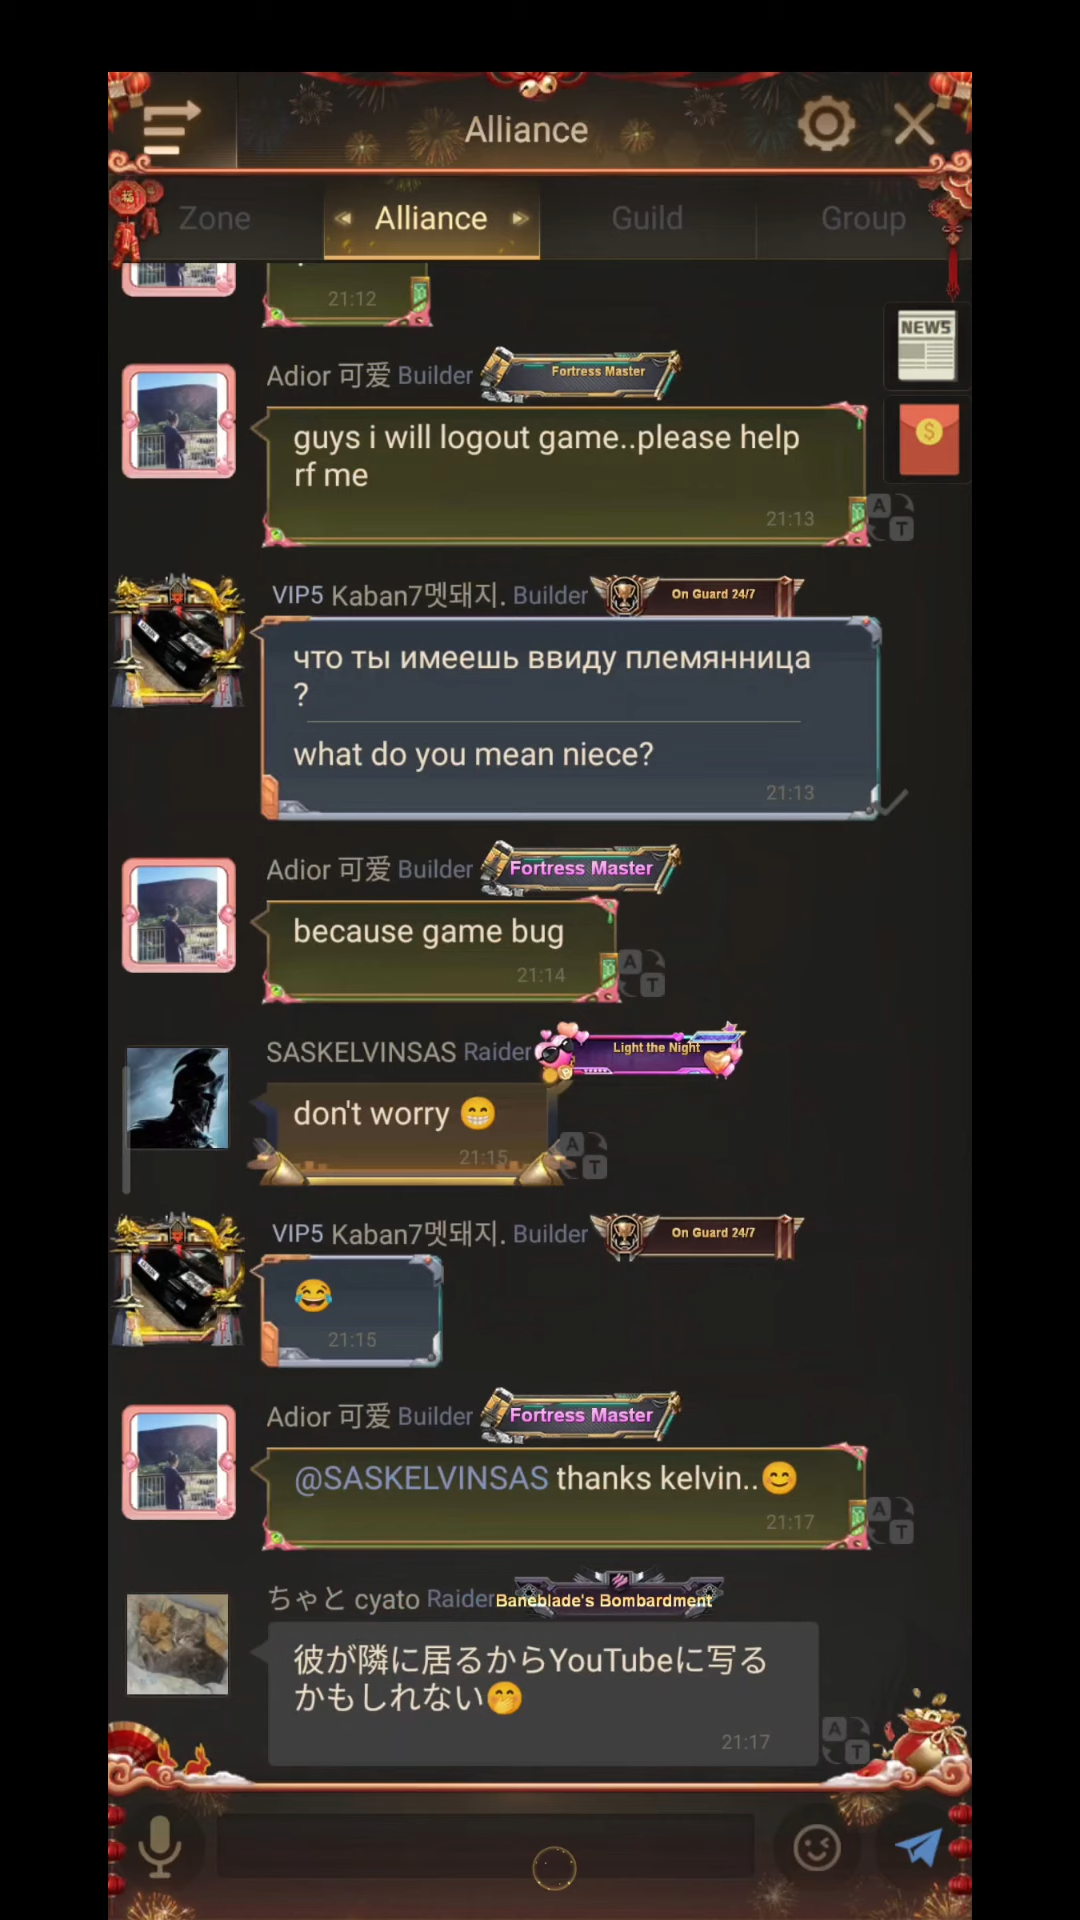 Alliance
Zone
Alliance
Guild
Group
21:12
NEWS
Adior 可爱 Builder
Fortress Master
guys i will logout game..please help
rf me
21:13
VIP5 Kaban7멧돼지. Builder
On Guard 24/7
что ты имеешь ввиду племянница
?
what do you mean niece?
21:13
Adior 可爱 Builder
Fortress Master
because game bug
21:14
SASKELVINSAS Raider
Light the Night
don't worry 😁
21:15
VIP5 Kaban7멧돼지. Builder
On Guard 24/7
😂
21:15
Adior 可爱 Builder
Fortress Master
@SASKELVINSAS thanks kelvin..😊
21:17
ちゃと cyato Raider
Baneblade's Bombardment
彼が隣に居るからYouTubeに写る
かもしれない🤭
21:17